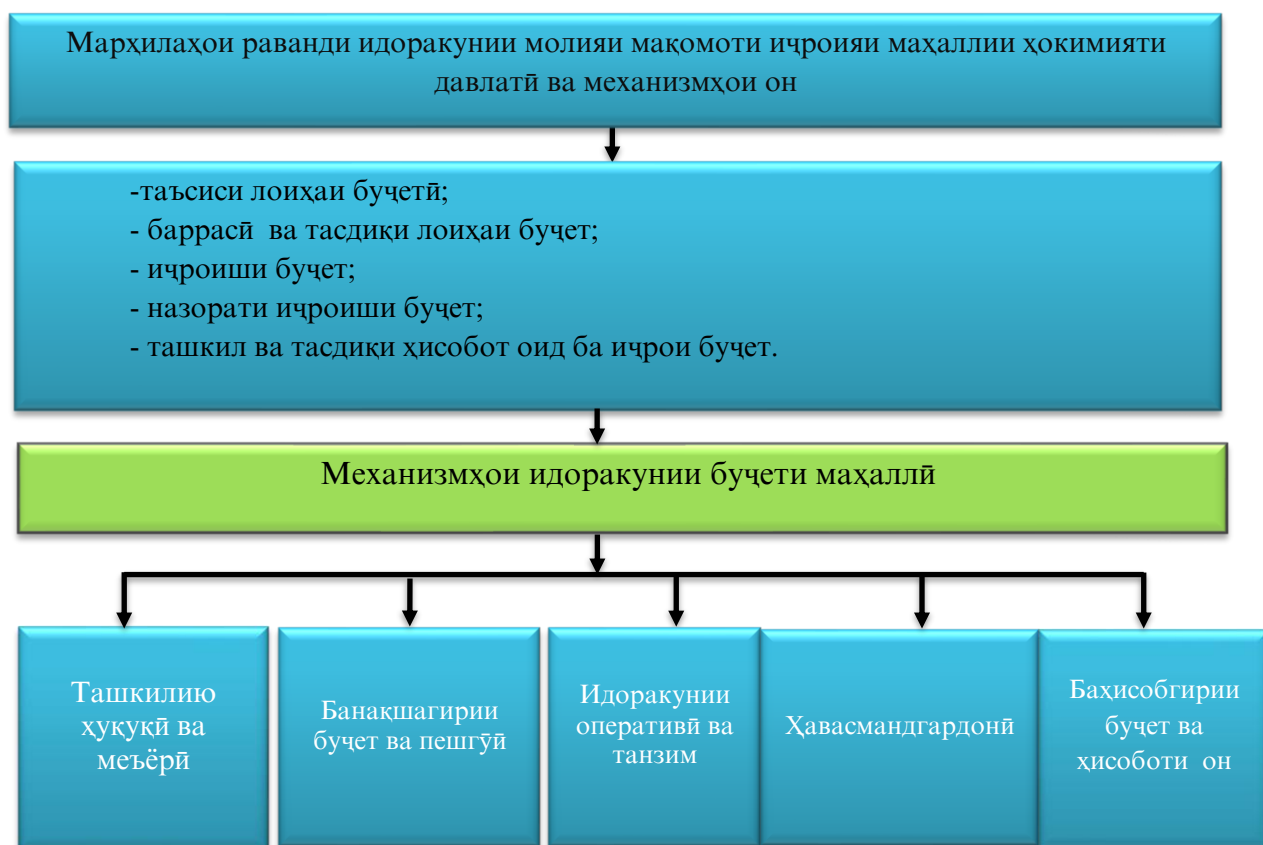 Марҳилаҳои раванди идоракунии молияи мақомоти иҷроияи маҳаллии ҳокимияти
давлатӣ ва механизмҳои он
-таъсиси лоиҳаи буҷетӣ;
- баррасӣ ва тасдиқи лоиҳаи буҷет;
- иҷроиши буҷет;
- назорати иҷроиши буҷет;
- ташкил ва тасдиқи ҳисобот оид ба иҷрои буҷет.
Механизмҳои идоракунии буҷети маҳаллӣ
Ташкилию
ҳуқуқӣ ва
меъёрӣ
Банақшагирии
буҷет ва пешгӯӣ
Идоракунии
оперативӣ ва
танзим
Ҳавасмандгардонӣ
Баҳисобгирии
буҷет ва
ҳисоботи он